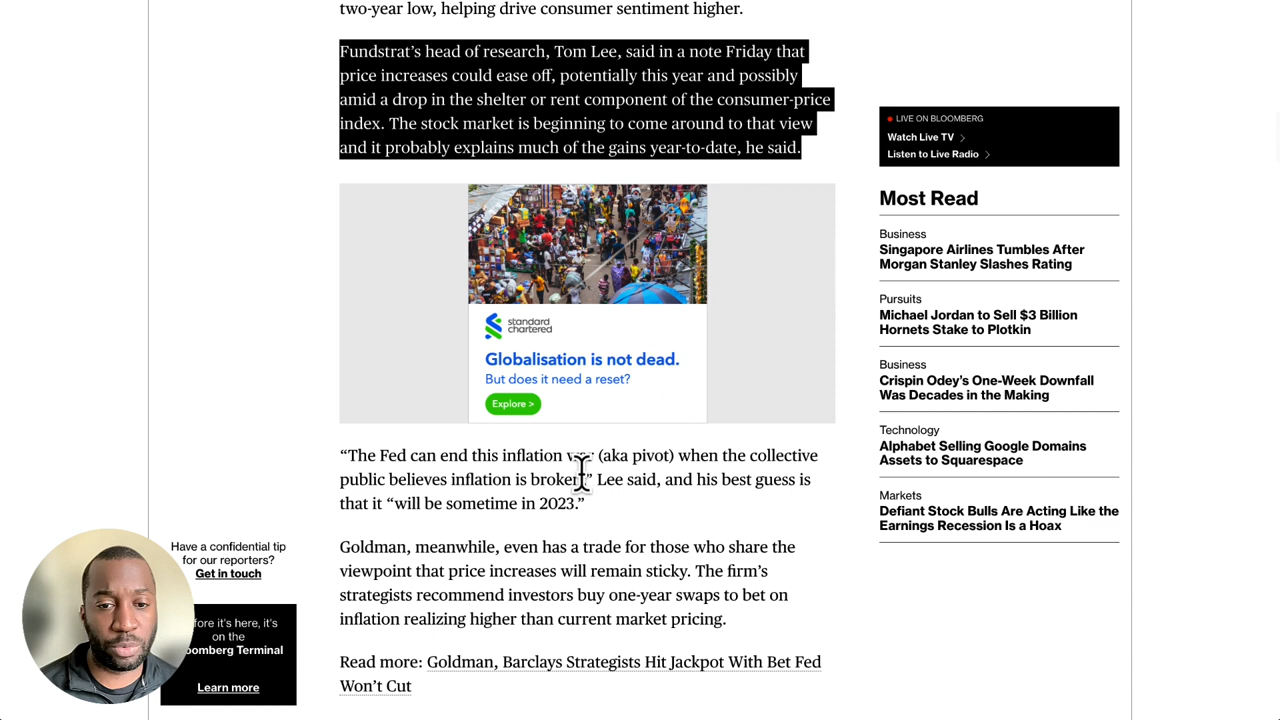 two-year low, helping drive consumer sentiment higher.
Fundstrat’s head of research, Tom Lee, said in a note Friday that
price increases could ease off, potentially this year and possibly
amid a drop in the shelter or rent component of the consumer-price
index. The stock market is beginning to come around to that view
and it probably explains much of the gains year-to-date, he said.
standard
chartered
Globalisation is not dead.
But does it need a reset?
Explore >
“The Fed can end this inflation (aka pivot) when the collective
public believes inflation is broken,” Lee said, and his best guess is
that it “will be sometime in 2023.”
Goldman, meanwhile, even has a trade for those who share the
viewpoint that price increases will remain sticky. The firm’s
strategists recommend investors buy one-year swaps to bet on
inflation realizing higher than current market pricing.
Read more: Goldman, Barclays Strategists Hit Jackpot With Bet Fed
Won’t Cut
LIVE ON BLOOMBERG
Watch Live TV >
Listen to Live Radio >
Most Read
Business
Singapore Airlines Tumbles After
Morgan Stanley Slashes Rating
Pursuits
Michael Jordan to Sell $3 Billion
Hornets Stake to Plotkin
Business
Crispin Odey’s One-Week Downfall
Was Decades in the Making
Technology
Alphabet Selling Google Domains
Assets to Squarespace
Markets
Defiant Stock Bulls Are Acting Like the
Earnings Recession Is a Hoax
Have a confidential tip
for our reporters?
Get in touch
fore it’s here, it’s
on the
oomberg Terminal
Learn more